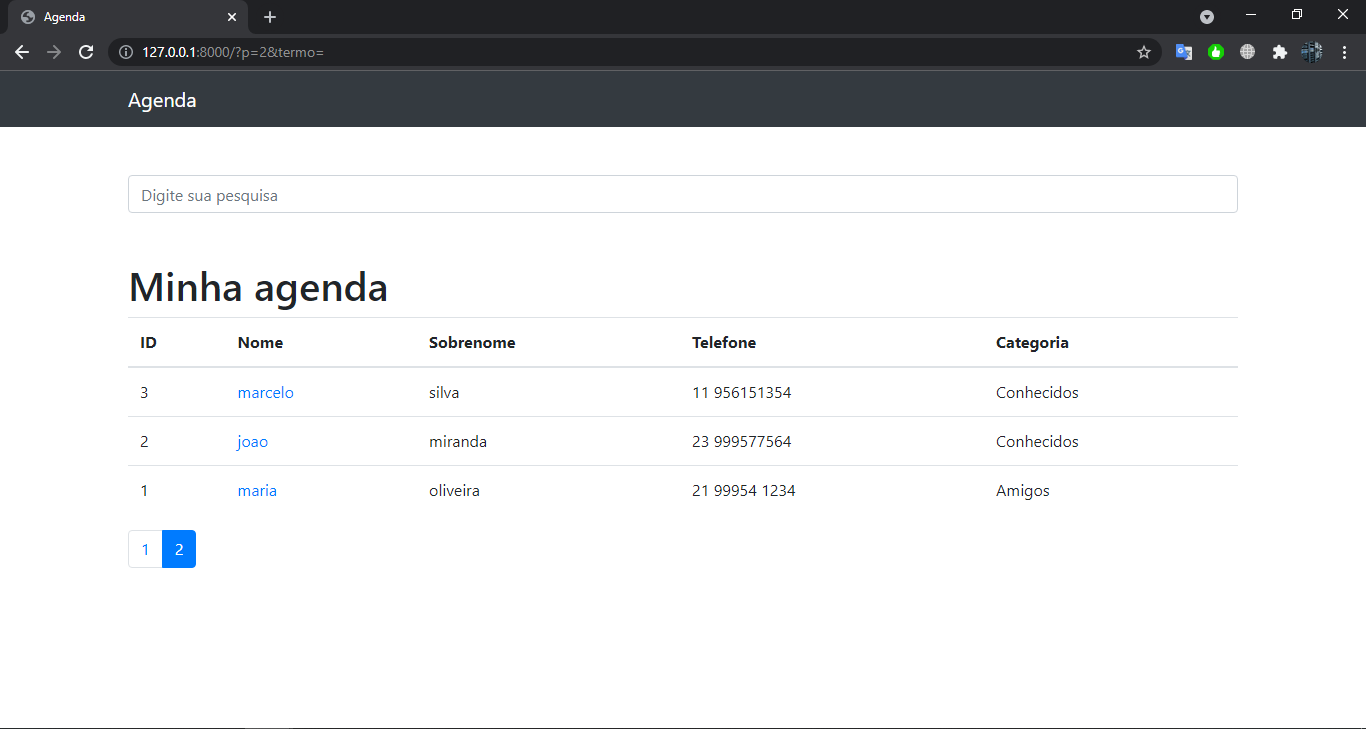 Agenda
127.0.0.1:8000/?p=2&termo=
Agenda
Digite sua pesquisa
Minha agenda
ID Nome Sobrenome Telefone Categoria
3 marcelo silva 11 956151354 Conhecidos
2 joao miranda 23 999577564 Conhecidos
1 maria oliveira 21 99954 1234 Amigos
1 2